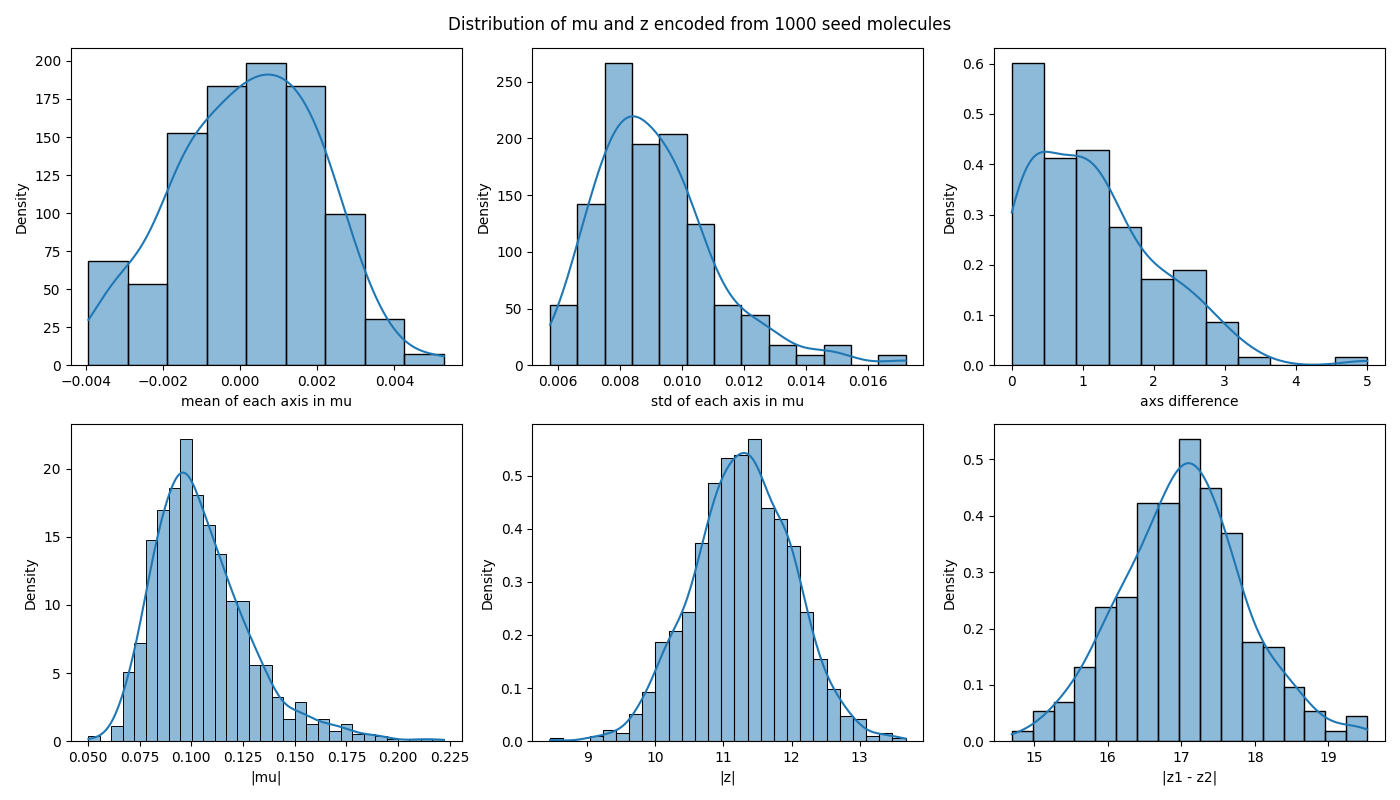 Distribution of mu and z encoded from 1000 seed molecules
200
175
150
125
100
75
50
25
0
Density
−0.004 −0.002 0.000 0.002 0.004
mean of each axis in mu
250
200
150
100
50
0
Density
0.006 0.008 0.010 0.012 0.014 0.016
std of each axis in mu
0.6
0.5
0.4
0.3
0.2
0.1
0.0
Density
0 1 2 3 4 5
axs difference
20
15
10
5
0
Density
0.050 0.075 0.100 0.125 0.150 0.175 0.200 0.225
|mu|
0.5
0.4
0.3
0.2
0.1
0.0
Density
9 10 11 12 13
|z|
0.5
0.4
0.3
0.2
0.1
0.0
Density
15 16 17 18 19
|z1 - z2|